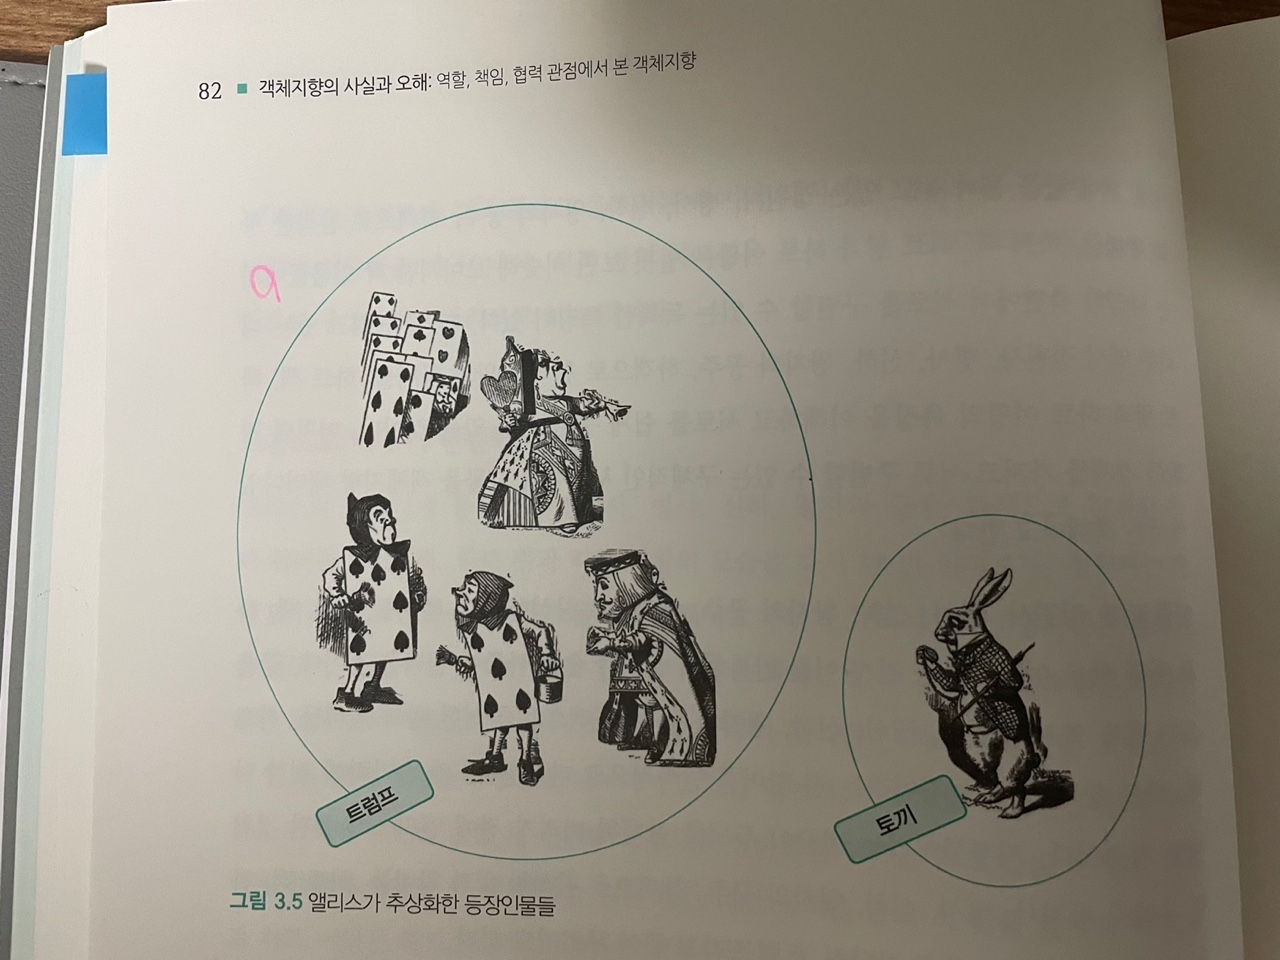 82 ■ 객체지향의 사실과 오해: 역할, 책임, 협력 관점에서 본 객체지향
a
트럼프
토끼
그림 3.5 앨리스가 추상화한 등장인물들